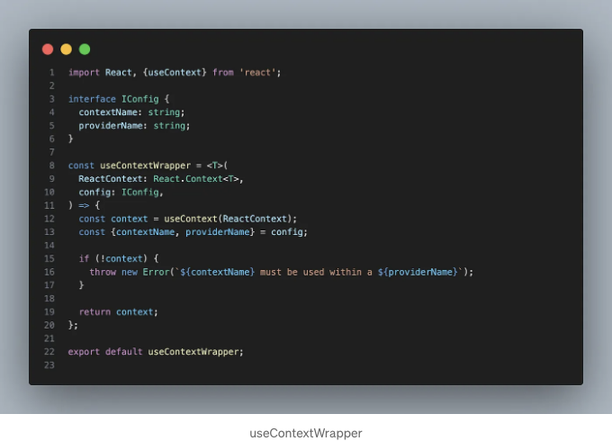 1 import React, {useContext} from 'react';
2
3 interface IConfig {
4   contextName: string;
5   providerName: string;
6 }
7
8 const useContextWrapper = <T>(
9   ReactContext: React.Context<T>,
10   config: IConfig,
11 ) => {
12   const context = useContext(ReactContext);
13   const {contextName, providerName} = config;
14
15   if (!context) {
16     throw new Error(`${contextName} must be used within a ${providerName}`);
17   }
18
19   return context;
20 };
21
22 export default useContextWrapper;
23
useContextWrapper